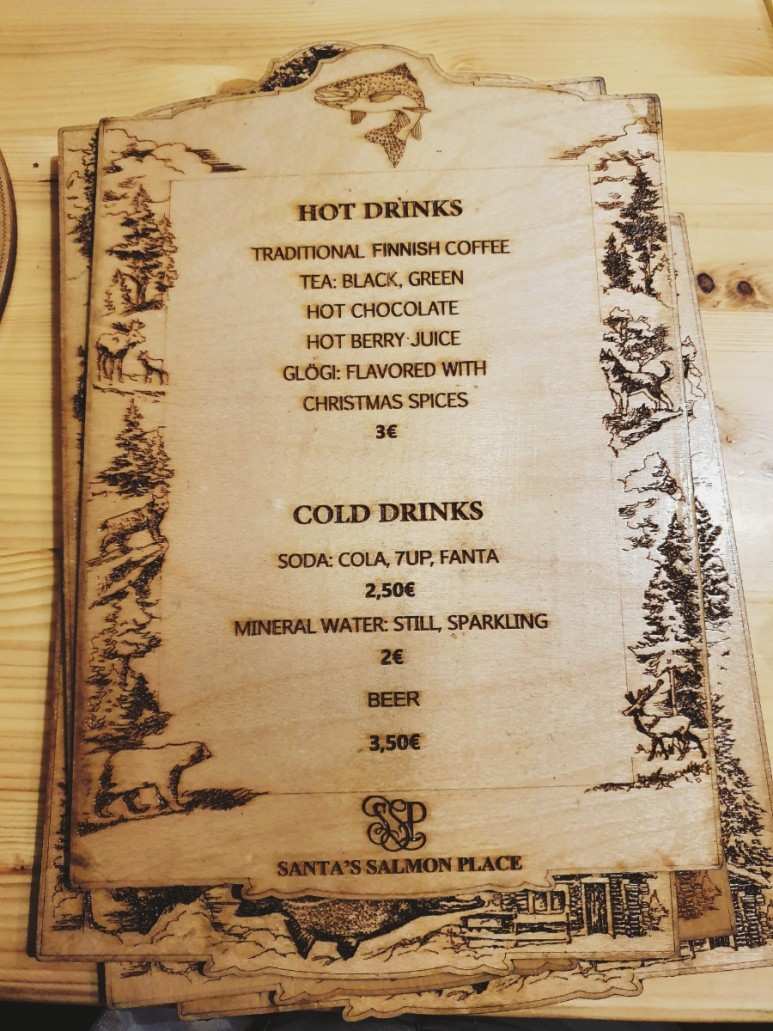 HOT DRINKS
TRADITIONAL FINNISH COFFEE
TEA: BLACK, GREEN
HOT CHOCOLATE
HOT BERRY JUICE
GLÖGI: FLAVORED WITH
CHRISTMAS SPICES
3€
COLD DRINKS
SODA: COLA, 7UP, FANTA
2,50€
MINERAL WATER: STILL, SPARKLING
2€
BEER
3,50€
SSP
SANTA'S SALMON PLACE